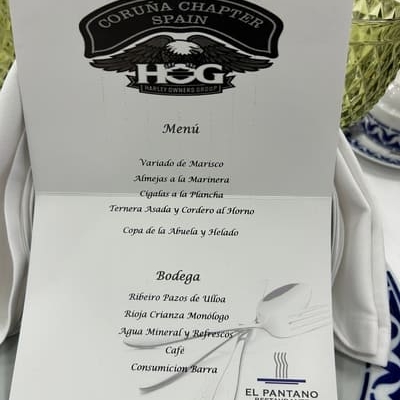 CORUÑA CHAPTER
SPAIN
HOG
HARLEY OWNERS GROUP
Menú
Variado de Marisco
Almejas a la Marinera
Cigalas a la Plancha
Ternera Asada y Cordero al Horno
Copa de la Abuela y Helado
Bodega
Ribeiro Pazos de Ulloa
Rioja Crianza Monólogo
Agua Mineral y Refrescos
Café
Consumicion Barra
EL PANTANO
RESTAURANTE